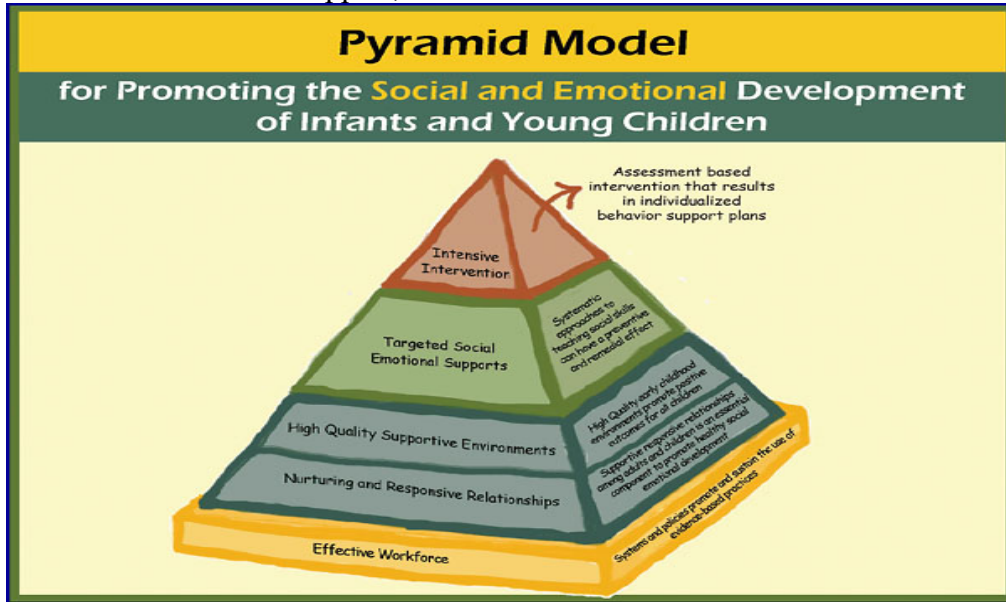 Pyramid Model
for Promoting the Social and Emotional Development
of Infants and Young Children
Assessment based
intervention that results
in individualized
behavior support plans
Intensive
Intervention
Systematic
approaches to
teaching social skills
can have a preventive
and remedial effect
Targeted Social
Emotional Supports
High Quality early childhood
environments promote positive
outcomes for all children
High Quality Supportive Environments
Supportive responsive relationships
among adults and children is an essential
component to promote healthy social
emotional development
Nurturing and Responsive Relationships
Systems and policies promote and sustain the use of
evidence-based practices
Effective Workforce